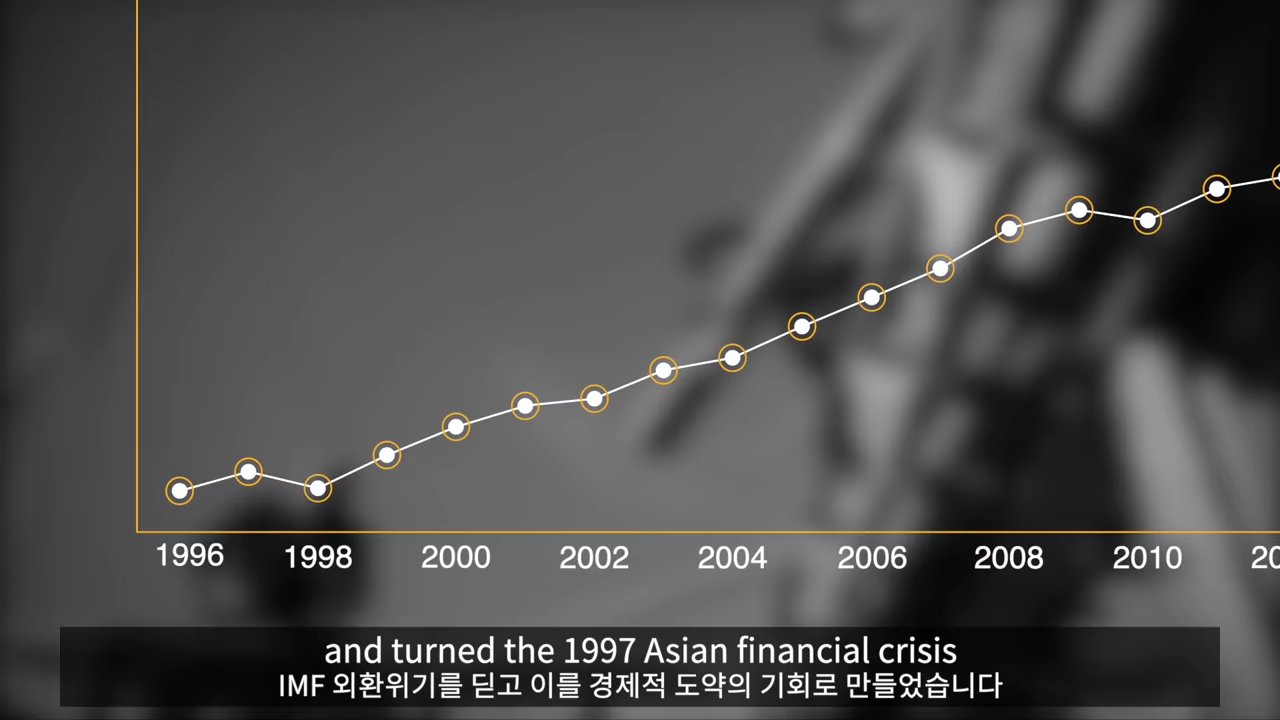 1996 1998 2000 2002 2004 2006 2008 2010
and turned the 1997 Asian financial crisis
IMF 외환위기를 딛고 이를 경제적 도약의 기회로 만들었습니다